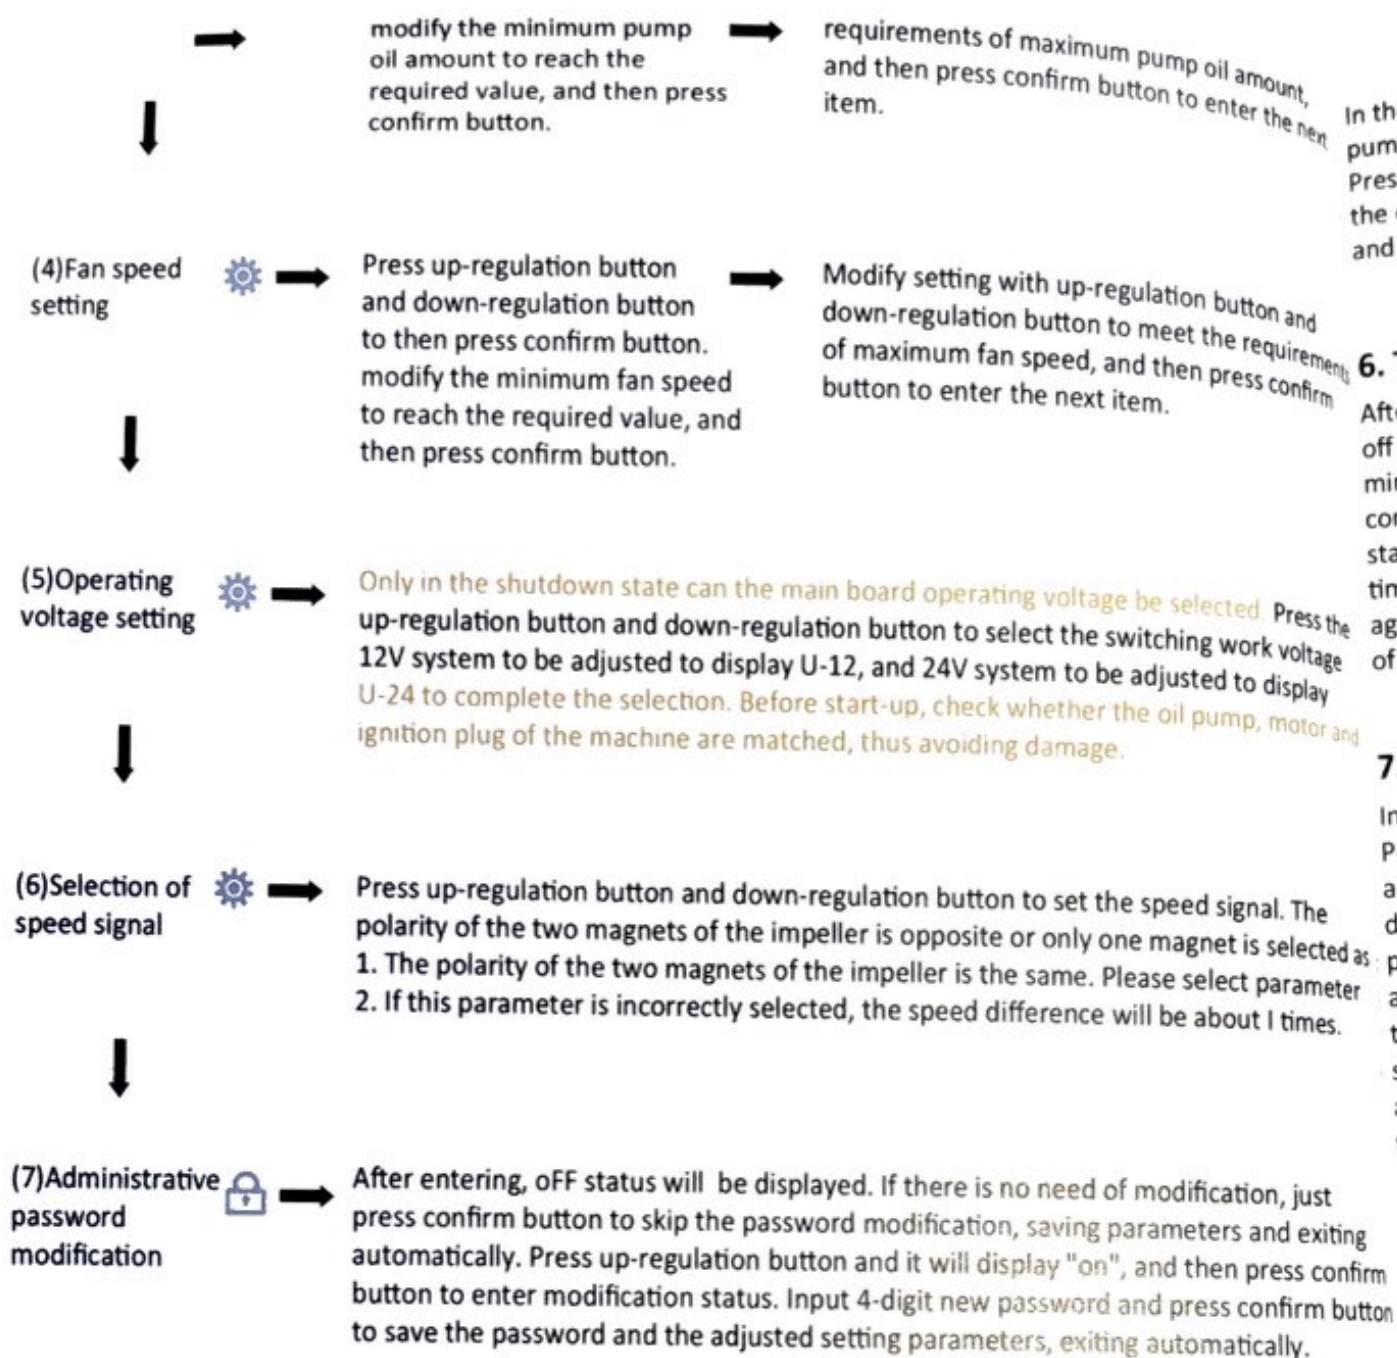 modify the minimum pump
oil amount to reach the
required value, and then press
confirm button.
requirements of maximum pump oil amount,
and then press confirm button to enter the next
item.
(4)Fan speed
setting
Press up-regulation button
and down-regulation button
to then press confirm button.
modify the minimum fan speed
to reach the required value, and
then press confirm button.
Modify setting with up-regulation button and
down-regulation button to meet the requirements
of maximum fan speed, and then press confirm
button to enter the next item.
(5)Operating
voltage setting
Only in the shutdown state can the main board operating voltage be selected Press the
up-regulation button and down-regulation button to select the switching work voltage
12V system to be adjusted to display U-12, and 24V system to be adjusted to display
U-24 to complete the selection. Before start-up, check whether the oil pump, motor and
ignition plug of the machine are matched, thus avoiding damage.
(6)Selection of
speed signal
Press up-regulation button and down-regulation button to set the speed signal. The
polarity of the two magnets of the impeller is opposite or only one magnet is selected as
1. The polarity of the two magnets of the impeller is the same. Please select parameter
2. If this parameter is incorrectly selected, the speed difference will be about I times.
(7)Administrative
password
modification
After entering, oFF status will be displayed. If there is no need of modification, just
press confirm button to skip the password modification, saving parameters and exiting
automatically. Press up-regulation button and it will display "on", and then press confirm
button to enter modification status. Input 4-digit new password and press confirm button
to save the password and the adjusted setting parameters, exiting automatically.
In th
pum
Pres
the
and
6.
Aft
off
min
con
sta
tim
ag
of
7
In
P
a
d
p
a
t
s